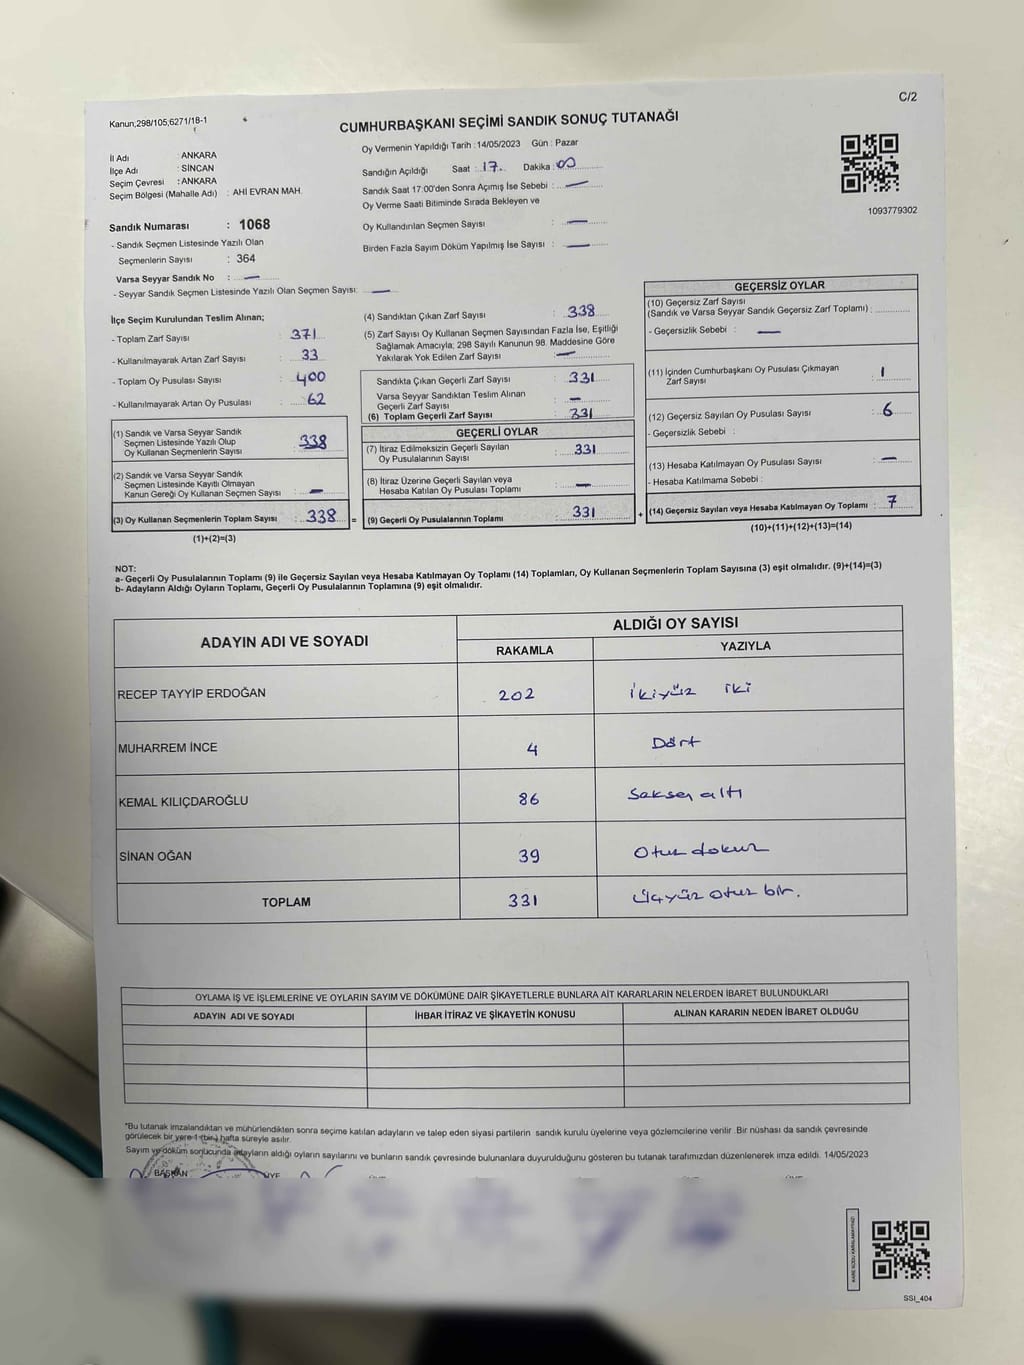 C/2
Kanun,298/105,6271/18-1
CUMHURBAŞKANI SEÇİMİ SANDIK SONUÇ TUTANAĞI
1093779302
İl Adı : ANKARA
İlçe Adı : SİNCAN
Seçim Çevresi : ANKARA
Seçim Bölgesi (Mahalle Adı) : AHİ EVRAN MAH.
Sandık Numarası : 1068
- Sandık Seçmen Listesinde Yazılı Olan
Seçmenlerin Sayısı : 364
Varsa Seyyar Sandık No : —
- Seyyar Sandık Seçmen Listesinde Yazılı Olan Seçmen Sayısı: —
Oy Vermenin Yapıldığı Tarih : 14/05/2023 Gün : Pazar
Sandığın Açıldığı Saat : 17 Dakika : 00
Sandık Saat 17:00'den Sonra Açımış İse Sebebi : —
Oy Verme Saati Bitiminde Sırada Bekleyen ve
Oy Kullandırılan Seçmen Sayısı : —
Birden Fazla Sayım Döküm Yapılmış İse Sayısı : —
İlçe Seçim Kurulundan Teslim Alınan;
- Toplam Zarf Sayısı : 371
- Kullanılmayarak Artan Zarf Sayısı : 33
- Toplam Oy Pusulası Sayısı : 400
- Kullanılmayarak Artan Oy Pusulası : 62
(1) Sandık ve Varsa Seyyar Sandık
Seçmen Listesinde Yazılı Olup
Oy Kullanan Seçmenlerin Sayısı : 338
(2) Sandık ve Varsa Seyyar Sandık
Seçmen Listesinde Kayıtlı Olmayan
Kanun Gereği Oy Kullanan Seçmen Sayısı : —
(3) Oy Kullanan Seçmenlerin Toplam Sayısı : 338 =
(1)+(2)=(3)
(4) Sandıktan Çıkan Zarf Sayısı : 338
(5) Zarf Sayısı Oy Kullanan Seçmen Sayısından Fazla İse, Eşitliği
Sağlamak Amacıyla; 298 Sayılı Kanunun 98. Maddesine Göre
Yakılarak Yok Edilen Zarf Sayısı : —
Sandıkta Çıkan Geçerli Zarf Sayısı : 331
Varsa Seyyar Sandıktan Teslim Alınan
Geçerli Zarf Sayısı : —
(6) Toplam Geçerli Zarf Sayısı : 331
GEÇERLİ OYLAR
(7) İtiraz Edilmeksizin Geçerli Sayılan
Oy Pusulalarının Sayısı : 331
(8) İtiraz Üzerine Geçerli Sayılan veya
Hesaba Katılan Oy Pusulası Toplamı : —
(9) Geçerli Oy Pusulalarının Toplamı : 331 +
GEÇERSİZ OYLAR
(10) Geçersiz Zarf Sayısı
(Sandık ve Varsa Seyyar Sandık Geçersiz Zarf Toplamı) :
- Geçersizlik Sebebi : —
(11) İçinden Cumhurbaşkanı Oy Pusulası Çıkmayan
Zarf Sayısı : 1
(12) Geçersiz Sayılan Oy Pusulası Sayısı : 6
- Geçersizlik Sebebi :
(13) Hesaba Katılmayan Oy Pusulası Sayısı : —
- Hesaba Katılmama Sebebi :
(14) Geçersiz Sayılan veya Hesaba Katılmayan Oy Toplamı : 7
(10)+(11)+(12)+(13)=(14)
NOT:
a- Geçerli Oy Pusulalarının Toplamı (9) ile Geçersiz Sayılan veya Hesaba Katılmayan Oy Toplamı (14) Toplamları, Oy Kullanan Seçmenlerin Toplam Sayısına (3) eşit olmalıdır. (9)+(14)=(3)
b- Adayların Aldığı Oyların Toplamı, Geçerli Oy Pusulalarının Toplamına (9) eşit olmalıdır.
ADAYIN ADI VE SOYADI ALDIĞI OY SAYISI
RAKAMLA YAZIYLA
RECEP TAYYİP ERDOĞAN 202 ikiyüz iki
MUHARREM İNCE 4 Dört
KEMAL KILIÇDAROĞLU 86 Seksen altı
SİNAN OĞAN 39 Otuz dokuz
TOPLAM 331 Üçyüz otuz bir.
OYLAMA İŞ VE İŞLEMLERİNE VE OYLARIN SAYIM VE DÖKÜMÜNE DAİR ŞİKAYETLERLE BUNLARA AİT KARARLARIN NELERDEN İBARET BULUNDUKLARI
ADAYIN ADI VE SOYADI İHBAR İTİRAZ VE ŞİKAYETİN KONUSU ALINAN KARARIN NEDEN İBARET OLDUĞU
*Bu tutanak imzalandıktan ve mühürlendikten sonra seçime katılan adayların ve talep eden siyasi partilerin sandık kurulu üyelerine veya gözlemcilerine verilir. Bir nüshası da sandık çevresinde
görülecek bir yere 1 (bir) hafta süreyle asılır.
Sayım ve döküm sonucunda adayların aldığı oyların sayılarını ve bunların sandık çevresinde bulunanlara duyurulduğunu gösteren bu tutanak tarafımızdan düzenlenerek imza edildi. 14/05/2023
BAŞKAN ÜYE
KARE KODU KARALAMAYINIZ!
SSI_404